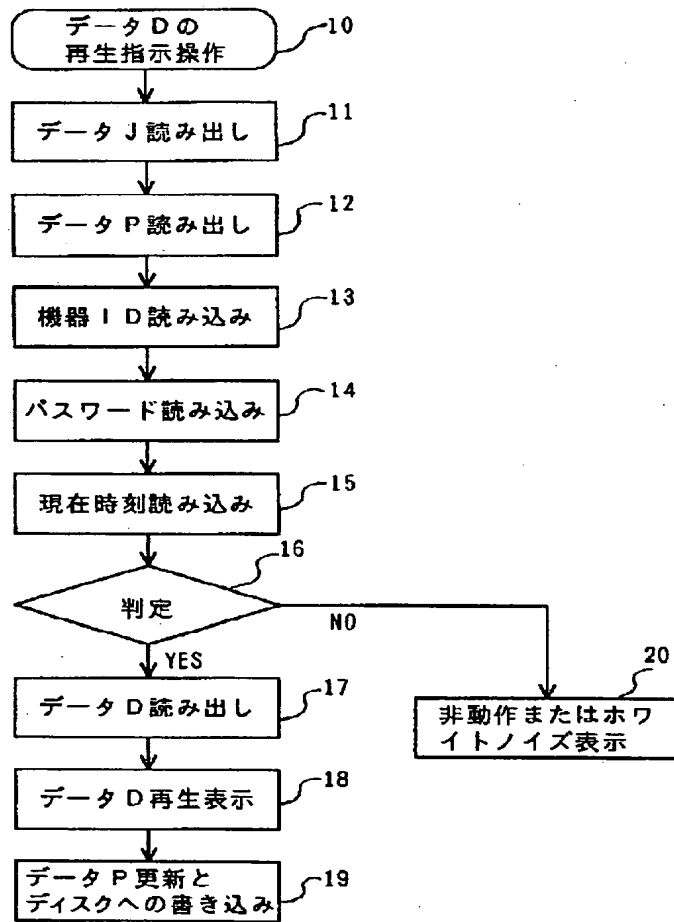 データDの
再生指示操作
10
データJ読み出し
11
データP読み出し
12
機器ID読み込み
13
パスワード読み込み
14
現在時刻読み込み
15
判定
16
NO
YES
データD読み出し
17
非動作またはホワ
イトノイズ表示
20
データD再生表示
18
データP更新と
ディスクへの書き込み
19